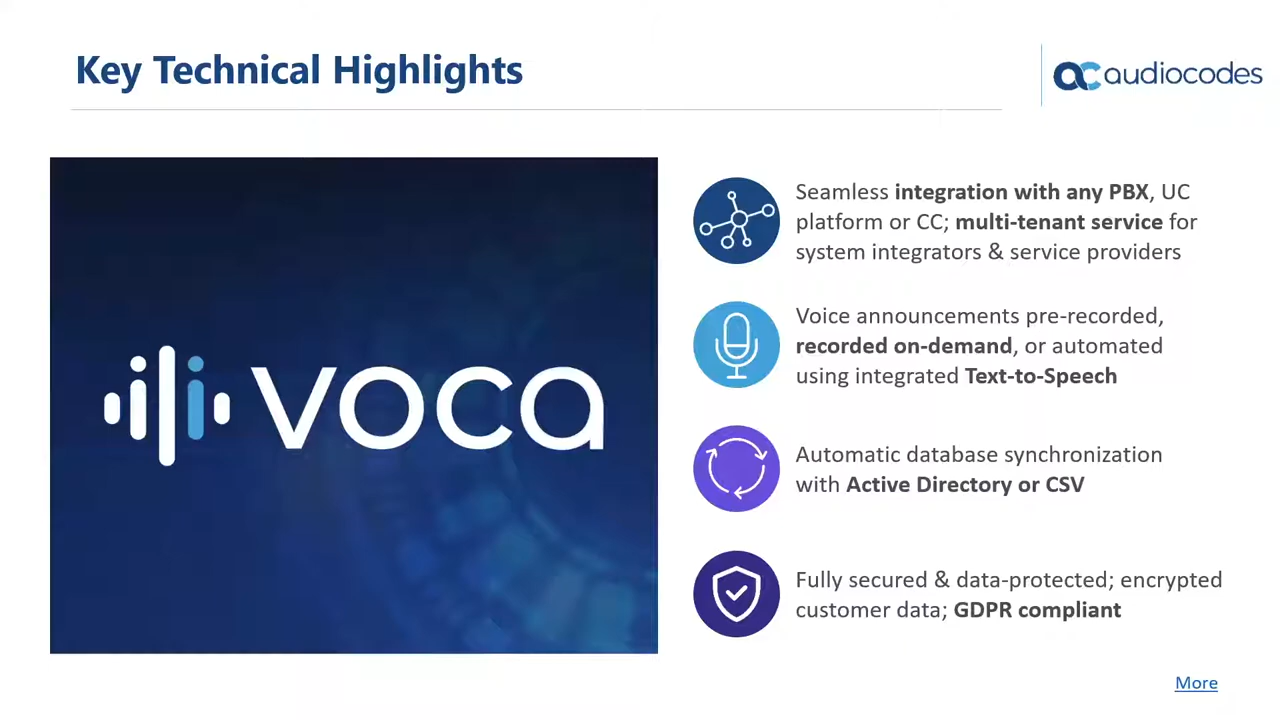 Key Technical Highlights
audiocodes
voca
Seamless integration with any PBX, UC
platform or CC; multi-tenant service for
system integrators & service providers
Voice announcements pre-recorded,
recorded on-demand, or automated
using integrated Text-to-Speech
Automatic database synchronization
with Active Directory or CSV
Fully secured & data-protected; encrypted
customer data; GDPR compliant
More